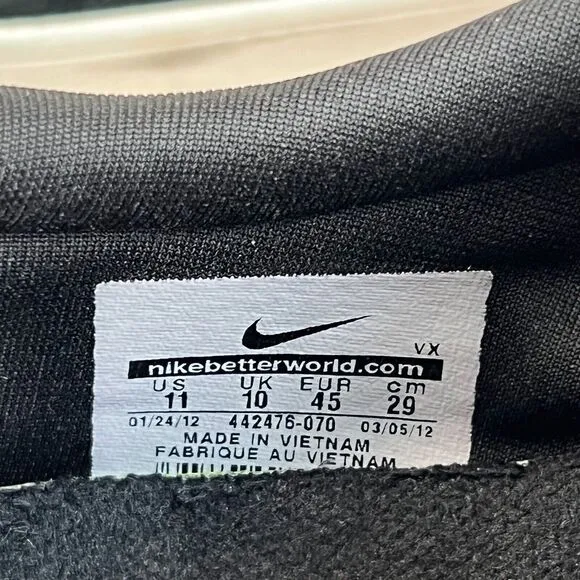 VX
nikebetterworld.com
US UK EUR cm
11 10 45 29
01/24/12 442476-070 03/05/12
MADE IN VIETNAM
FABRIQUE AU VIETNAM